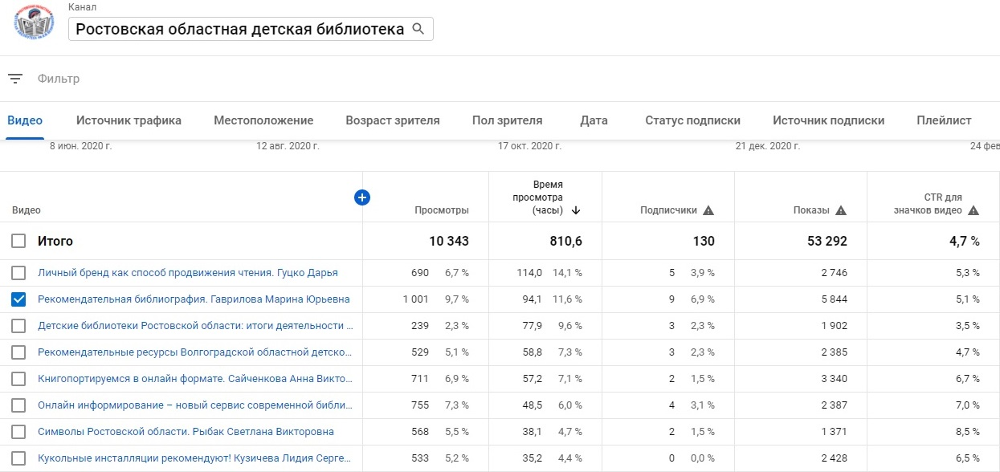 Канал
Ростовская областная детская библиотека
Фильтр
Видео Источник трафика Местоположение Возраст зрителя Пол зрителя Дата Статус подписки Источник подписки Плейлист
8 июн. 2020 г. 12 авг. 2020 г. 17 окт. 2020 г. 21 дек. 2020 г. 24 фев
Видео Просмотры Время просмотра (часы) Подписчики Показы CTR для значков видео
Итого 10 343 810,6 130 53 292 4,7 %
Личный бренд как способ продвижения чтения. Гуцко Дарья 690 6,7 % 114,0 14,1 % 5 3,9 % 2 746 5,3 %
Рекомендательная библиография. Гаврилова Марина Юрьевна 1 001 9,7 % 94,1 11,6 % 9 6,9 % 5 844 5,1 %
Детские библиотеки Ростовской области: итоги деятельности ... 239 2,3 % 77,9 9,6 % 3 2,3 % 1 902 3,5 %
Рекомендательные ресурсы Волгоградской областной детско... 529 5,1 % 58,8 7,3 % 3 2,3 % 2 385 4,7 %
Книгопортируемся в онлайн формате. Сайченкова Анна Викто... 711 6,9 % 57,2 7,1 % 2 1,5 % 3 340 6,7 %
Онлайн информирование – новый сервис современной библи... 755 7,3 % 48,5 6,0 % 4 3,1 % 2 387 7,0 %
Символы Ростовской области. Рыбак Светлана Викторовна 568 5,5 % 38,1 4,7 % 2 1,5 % 1 371 8,5 %
Кукольные инсталляции рекомендуют! Кузичева Лидия Серге... 533 5,2 % 35,2 4,4 % 0 0,0 % 2 428 6,5 %